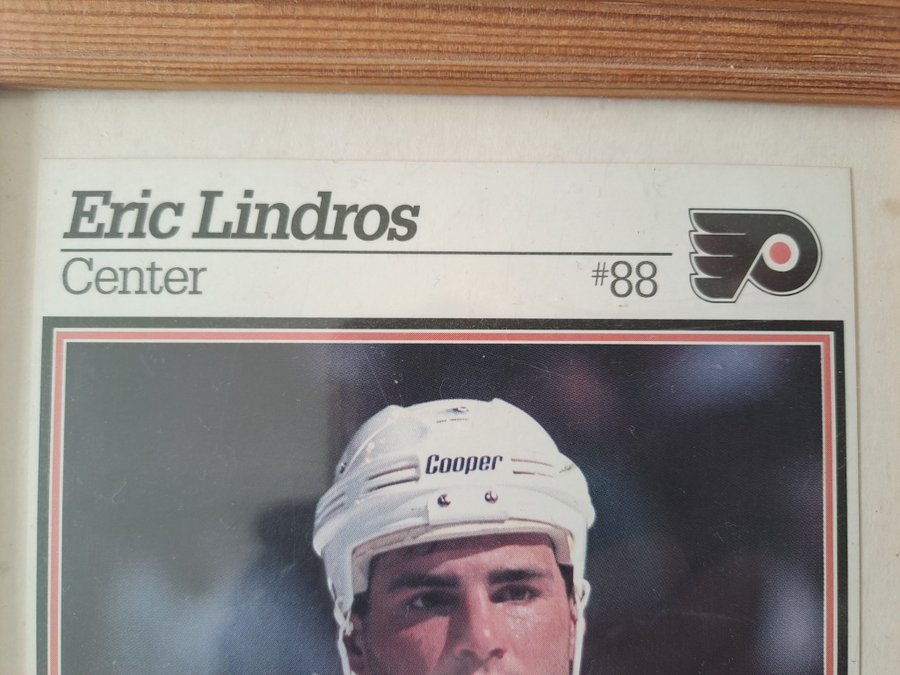 Eric Lindros
Center #88
Cooper